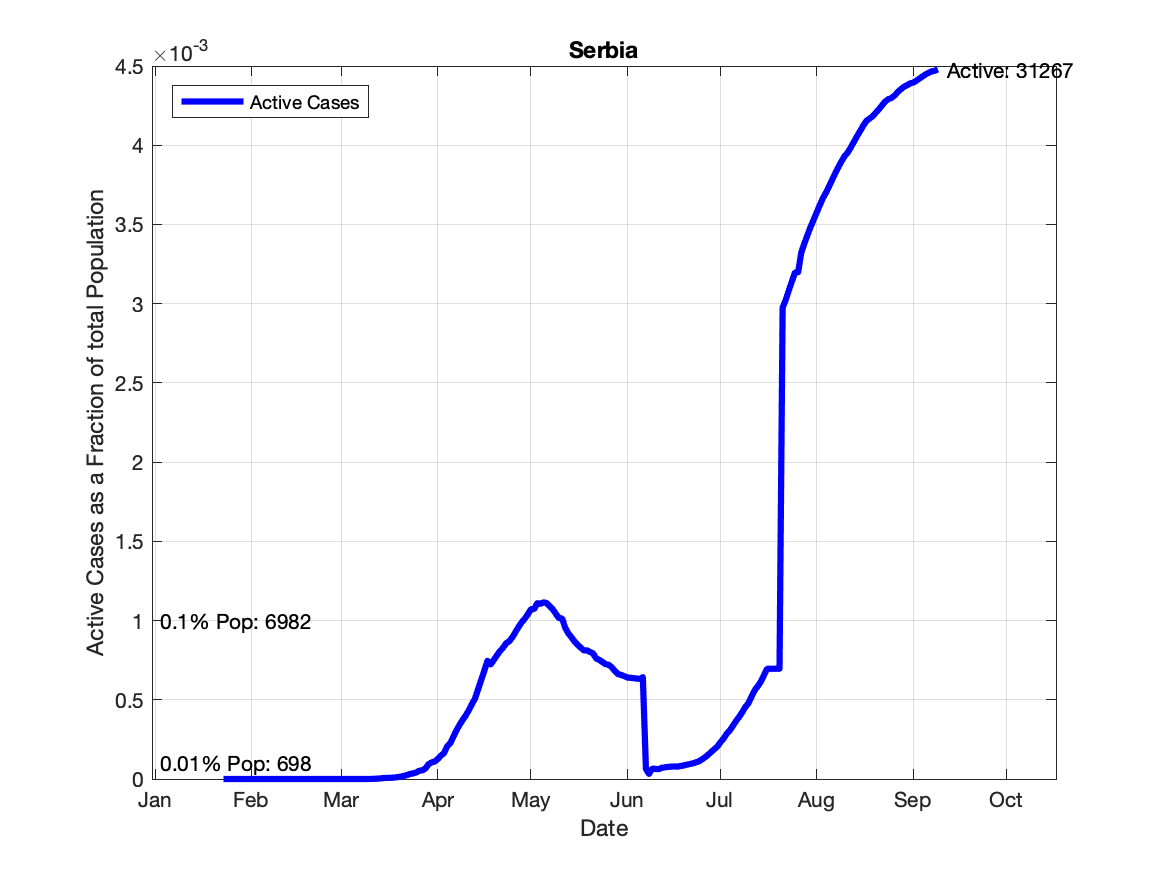 Serbia
×10-3
4.5
4
3.5
3
2.5
2
1.5
1
0.5
0
Active Cases as a Fraction of total Population
Active Cases
Active: 31267
0.1% Pop: 6982
0.01% Pop: 698
Jan Feb Mar Apr May Jun Jul Aug Sep Oct
Date